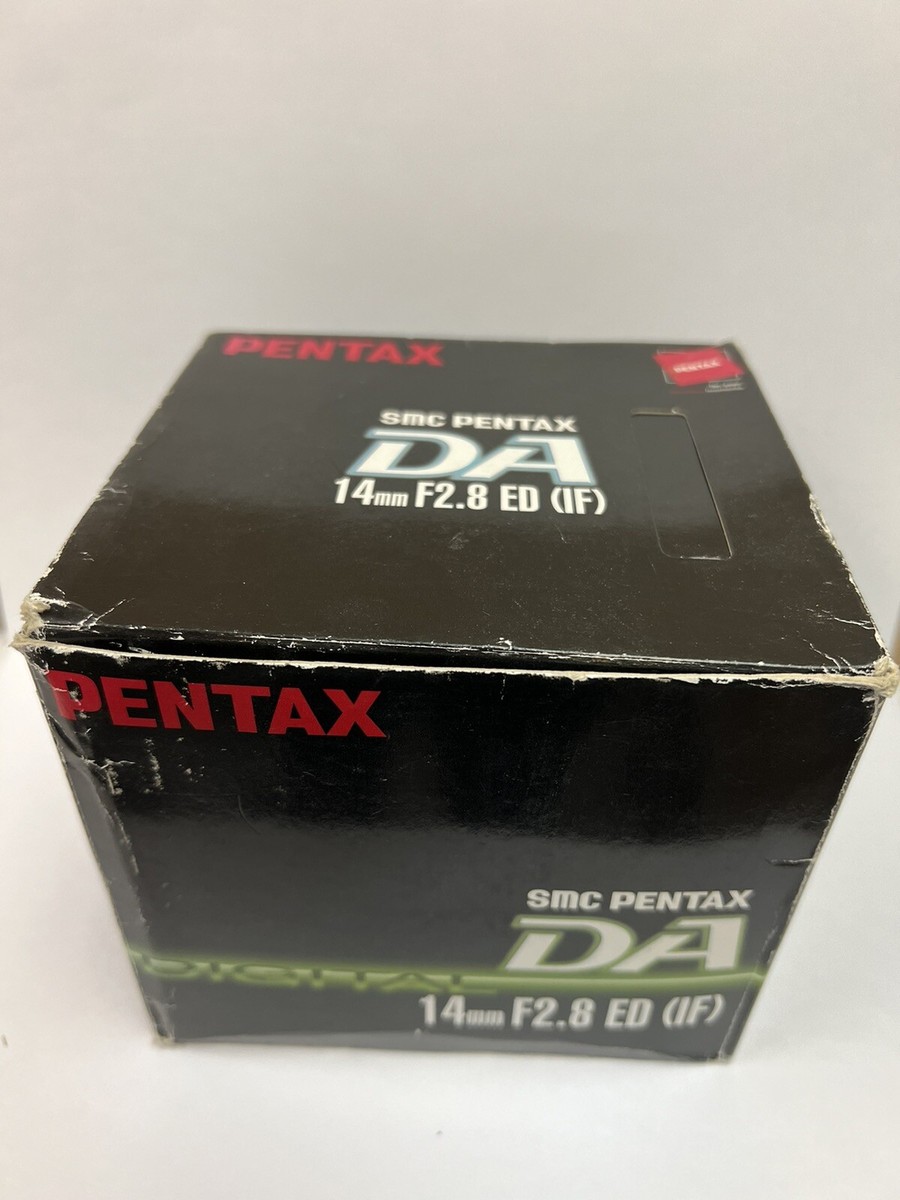 PENTAX
PENTAX
smc PENTAX
DA
14mm F2.8 ED (IF)
PENTAX
smc PENTAX
DA
DIGITAL
14mm F2.8 ED (IF)